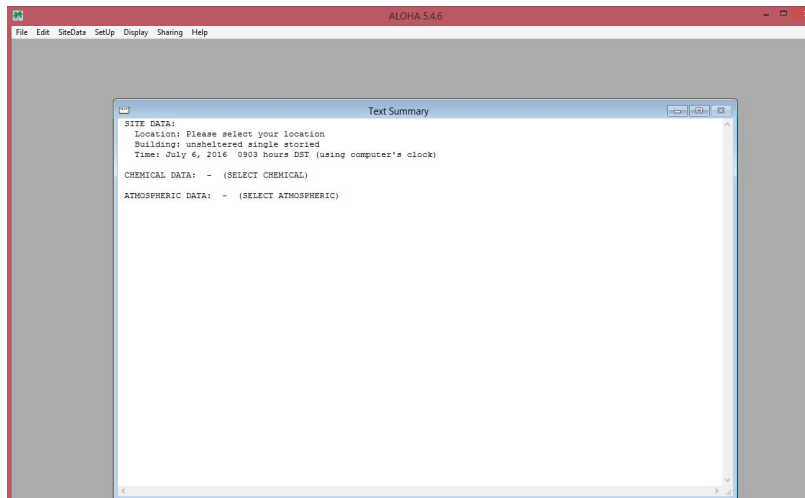 ALOHA 5.4.6
File Edit SiteData SetUp Display Sharing Help
Text Summary
SITE DATA:
Location: Please select your location
Building: unsheltered single storied
Time: July 6, 2016 0903 hours DST (using computer's clock)
CHEMICAL DATA: - (SELECT CHEMICAL)
ATMOSPHERIC DATA: - (SELECT ATMOSPHERIC)